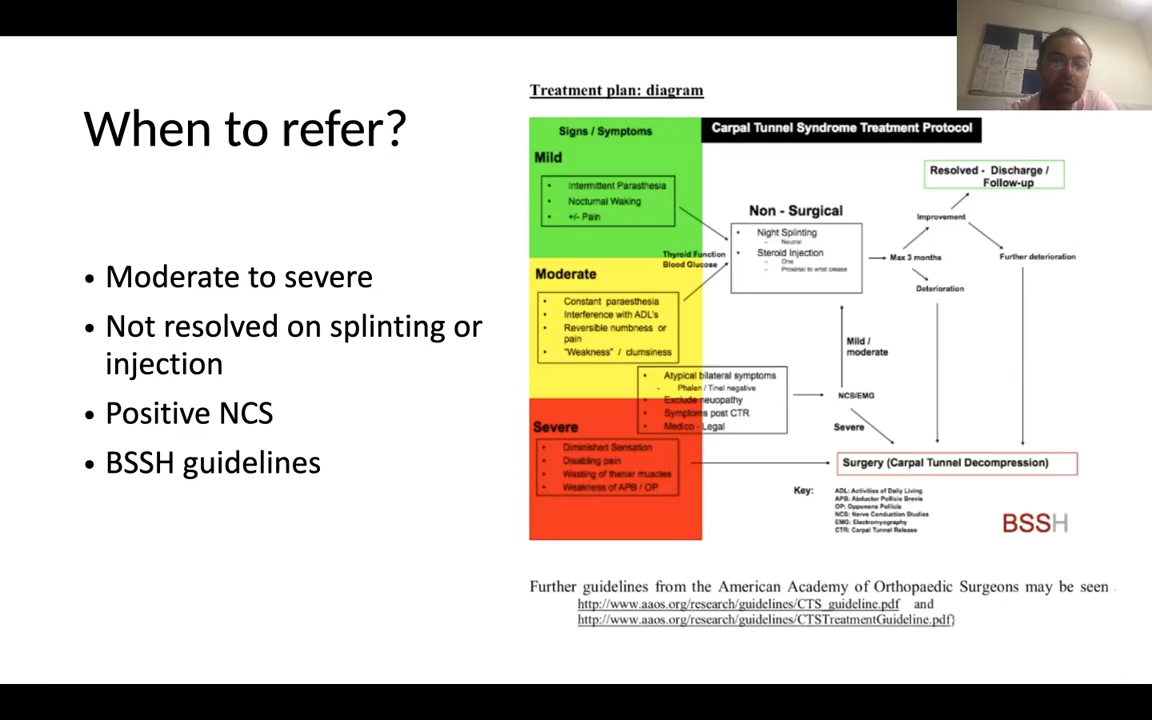 When to refer?
• Moderate to severe
• Not resolved on splinting or
injection
• Positive NCS
• BSSH guidelines
Treatment plan: diagram
Signs / Symptoms
Carpal Tunnel Syndrome Treatment Protocol
Mild
• Intermittent Parasthesia
• Nocturnal Waking
• +/- Pain
Thyroid Function
Blood Glucose
Moderate
• Constant paraesthesia
• Interference with ADL's
• Reversible numbness or
pain
• "Weakness" / clumsiness
• Atypical bilateral symptoms
- Phalen / Tinel negative
• Exclude neuopathy
• Symptoms post CTR
• Medico - Legal
Severe
• Diminished Sensation
• Disabling pain
• Wasting of thenar muscles
• Weakness of APB / OP
Non - Surgical
• Night Splinting
- Neutral
• Steroid Injection
- One
- Proximal to wrist crease
Max 3 months
Improvement
Resolved - Discharge /
Follow-up
Further deterioration
Deterioration
Mild /
moderate
NCS/EMG
Severe
Surgery (Carpal Tunnel Decompression)
Key:
ADL: Activities of Daily Living
APB: Abductor Pollicis Brevis
OP: Opponens Pollicis
NCS: Nerve Conduction Studies
EMG: Electromyography
CTR: Carpal Tunnel Release
BSSH
Further guidelines from the American Academy of Orthopaedic Surgeons may be seen
http://www.aaos.org/research/guidelines/CTS_guideline.pdf and
http://www.aaos.org/research/guidelines/CTSTreatmentGuideline.pdf}